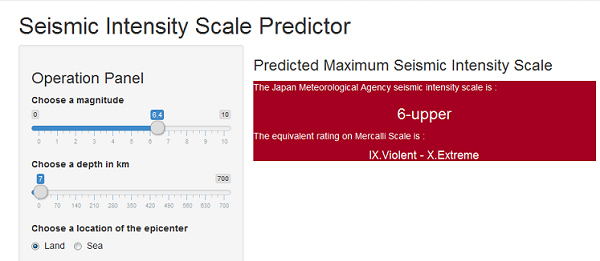 Seismic Intensity Scale Predictor
Operation Panel
Choose a magnitude
0 6.4 10
0 1 2 3 4 5 6 7 8 9 10
Choose a depth in km
7 700
0 70 140 210 280 350 420 490 560 630 700
Choose a location of the epicenter
Land Sea
Predicted Maximum Seismic Intensity Scale
The Japan Meteorological Agency seismic intensity scale is :
6-upper
The equivalent rating on Mercalli Scale is :
IX.Violent - X.Extreme